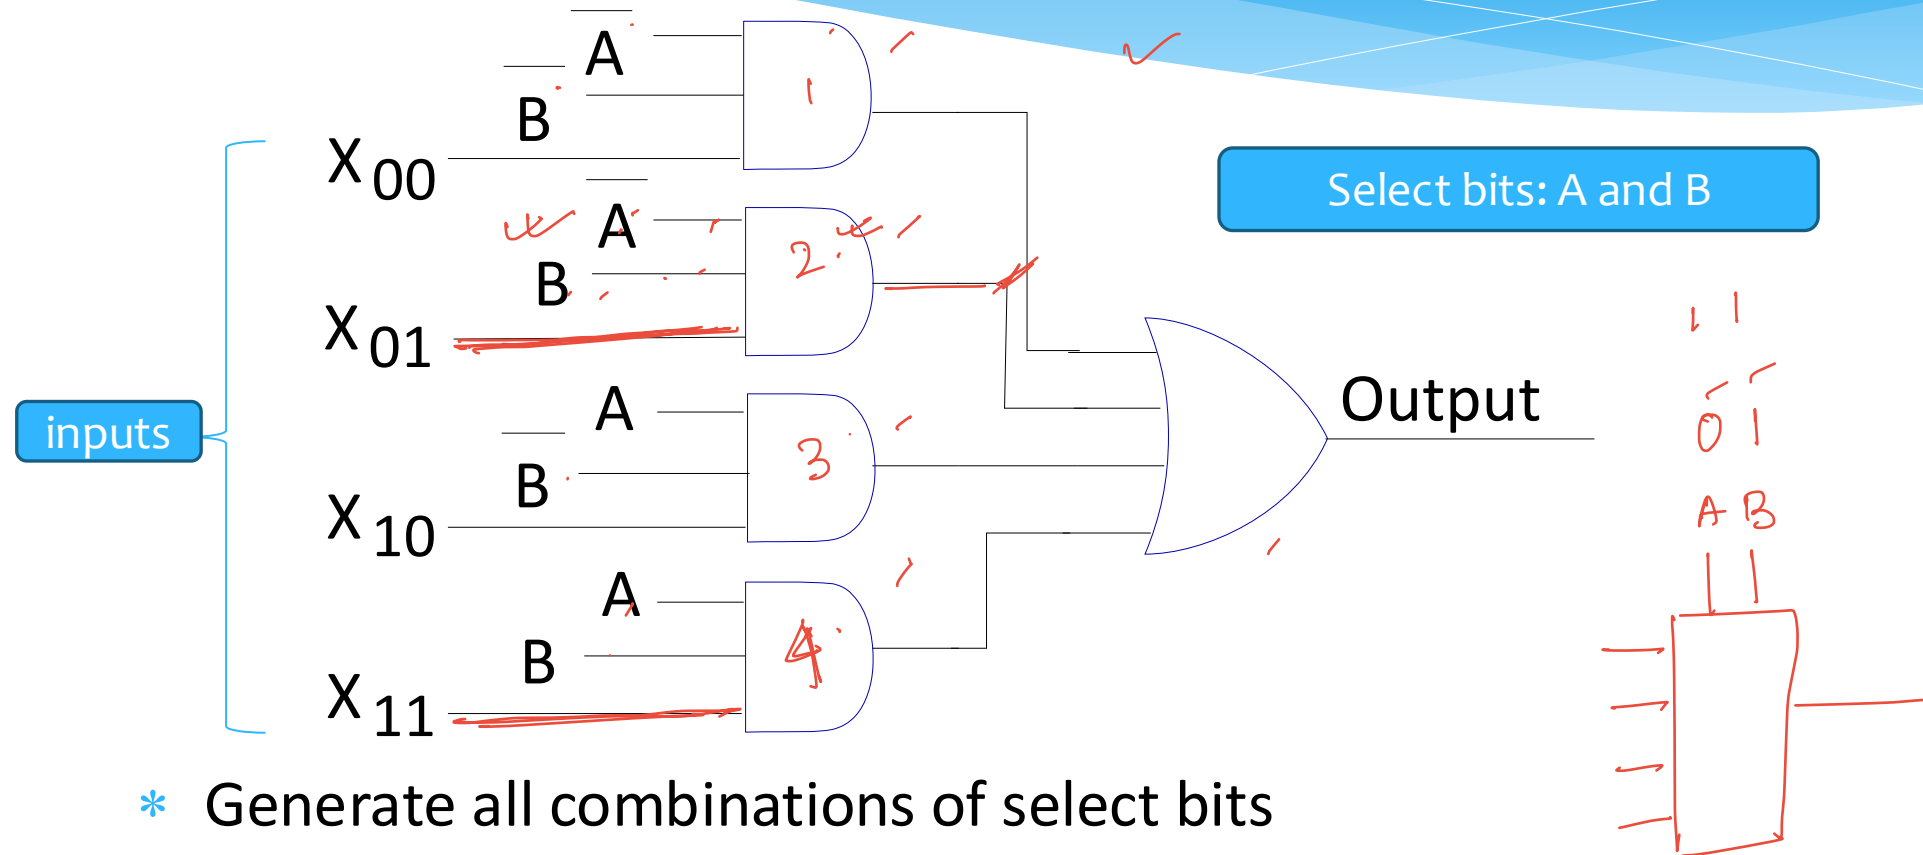 A̅
B̅
1
X00
Select bits: A and B
A̅
2
B
X01
1 1
A
Output
inputs
0 1
3
B̅
X10
A B
A
4
B
X11
* Generate all combinations of select bits